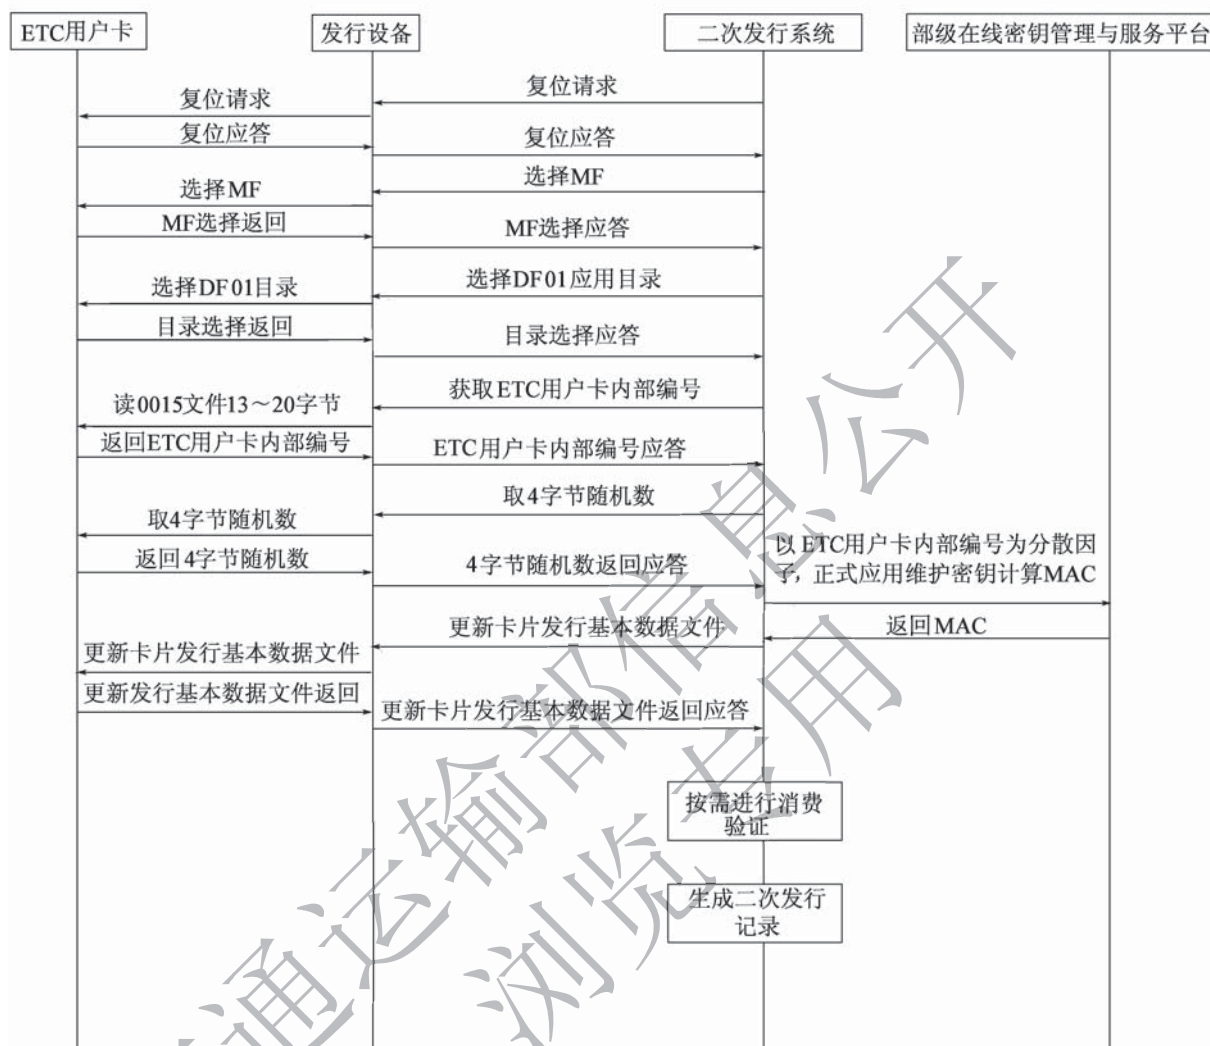 ETC用户卡
发行设备
二次发行系统
部级在线密钥管理与服务平台
复位请求
复位请求
复位应答
复位应答
选择MF
选择MF
MF选择返回
MF选择应答
选择DF01应用目录
选择DF01目录
目录选择返回
目录选择应答
获取ETC用户卡内部编号
读0015文件13～20字节
返回ETC用户卡内部编号
ETC用户卡内部编号应答
取4字节随机数
取4字节随机数
返回4字节随机数
4字节随机数返回应答
以ETC用户卡内部编号为分散因
子，正式应用维护密钥计算MAC
返回MAC
更新卡片发行基本数据文件
更新卡片发行基本数据文件
更新发行基本数据文件返回
更新卡片发行基本数据文件返回应答
按需进行消费
验证
生成二次发行
记录
通运输部信息公开
浏览专用